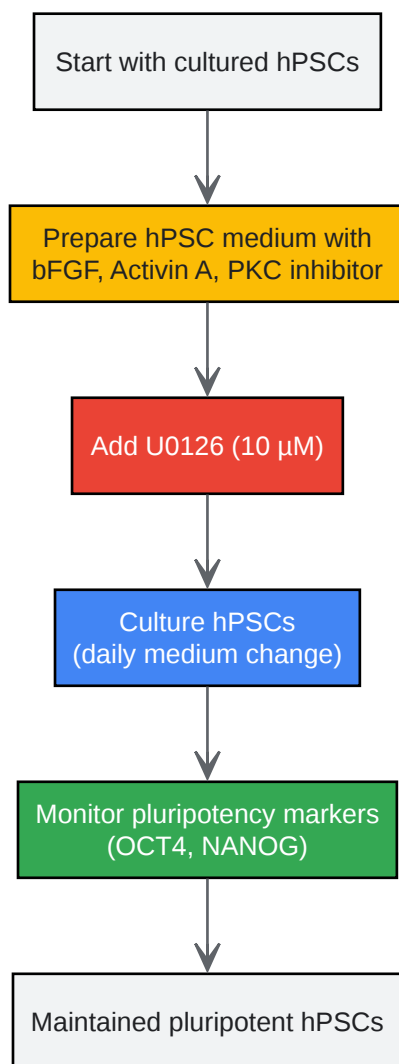 Start with cultured hPSCs
Prepare hPSC medium with
bFGF, Activin A, PKC inhibitor
Add U0126 (10 µM)
Culture hPSCs
(daily medium change)
Monitor pluripotency markers
(OCT4, NANOG)
Maintained pluripotent hPSCs